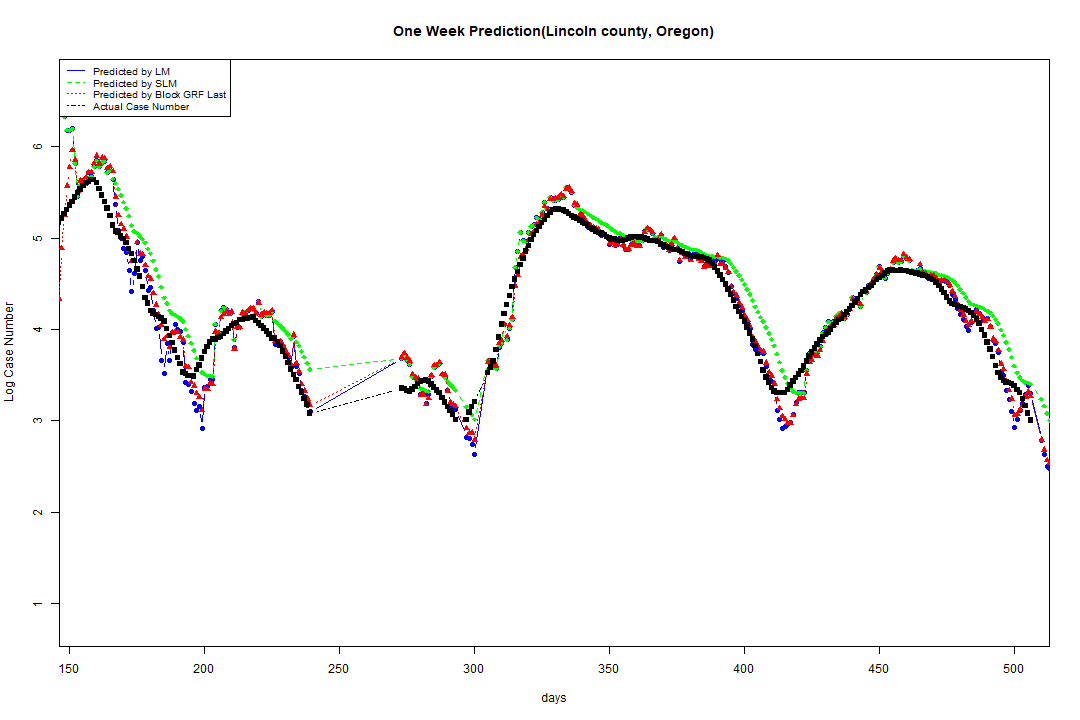 One Week Prediction(Lincoln county, Oregon)
Predicted by LM
Predicted by SLM
Predicted by Block GRF Last
Actual Case Number
Log Case Number
6
5
4
3
2
1
150 200 250 300 350 400 450 500
days